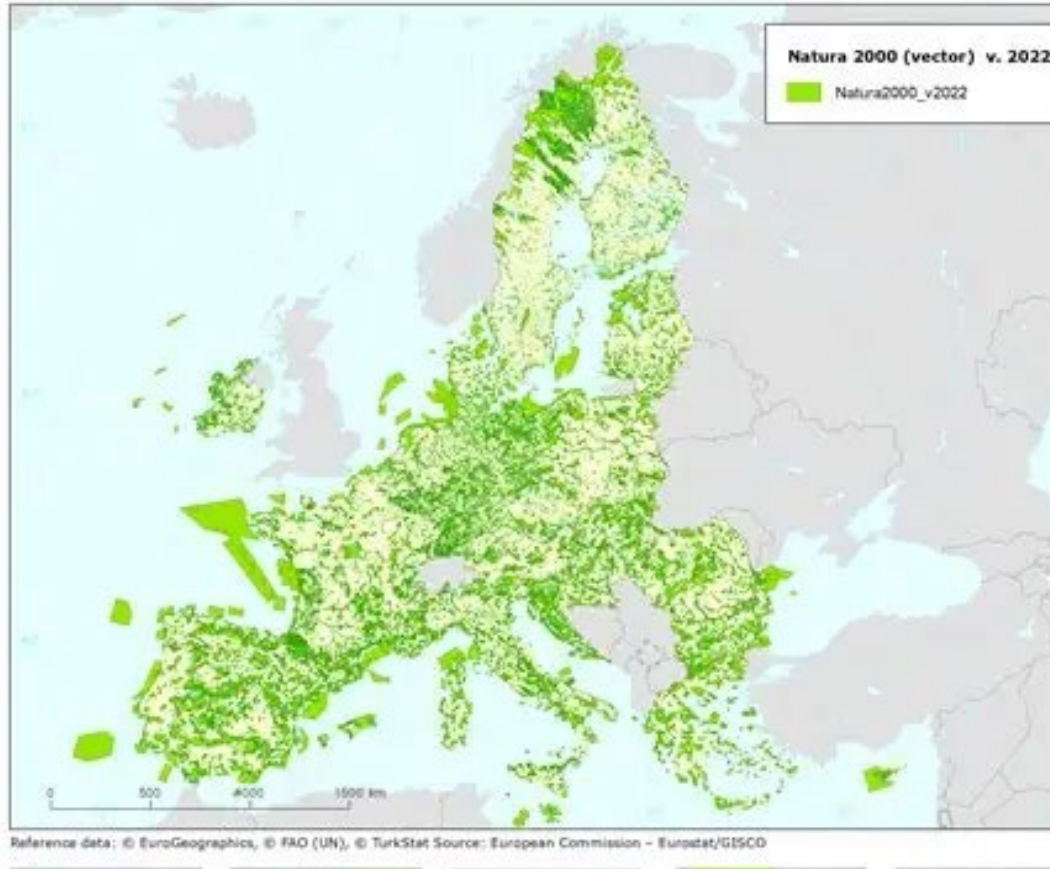 Natura 2000 (vector) v. 2022
Natura2000_v2022
0 500 1000 1500 km
Reference data: © EuroGeographics, © FAO (UN), © TurkStat Source: European Commission – Eurostat/GISCO